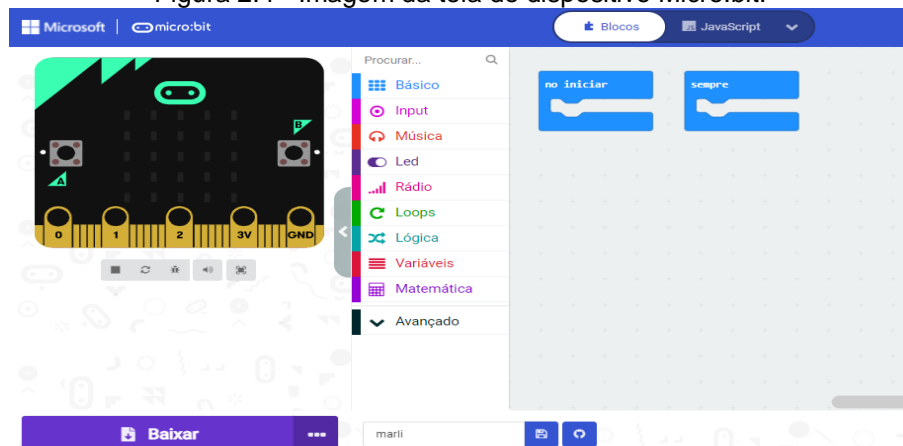 Figura 2.4 - Imagem da tela do dispositivo Micro:bit.
Microsoft micro:bit Blocos JavaScript
Procurar...
Básico
Input
Música
Led
Rádio
Loops
Lógica
Variáveis
Matemática
Avançado
no iniciar
sempre
A
B
0 1 2 3V GND
Baixar ...
marli